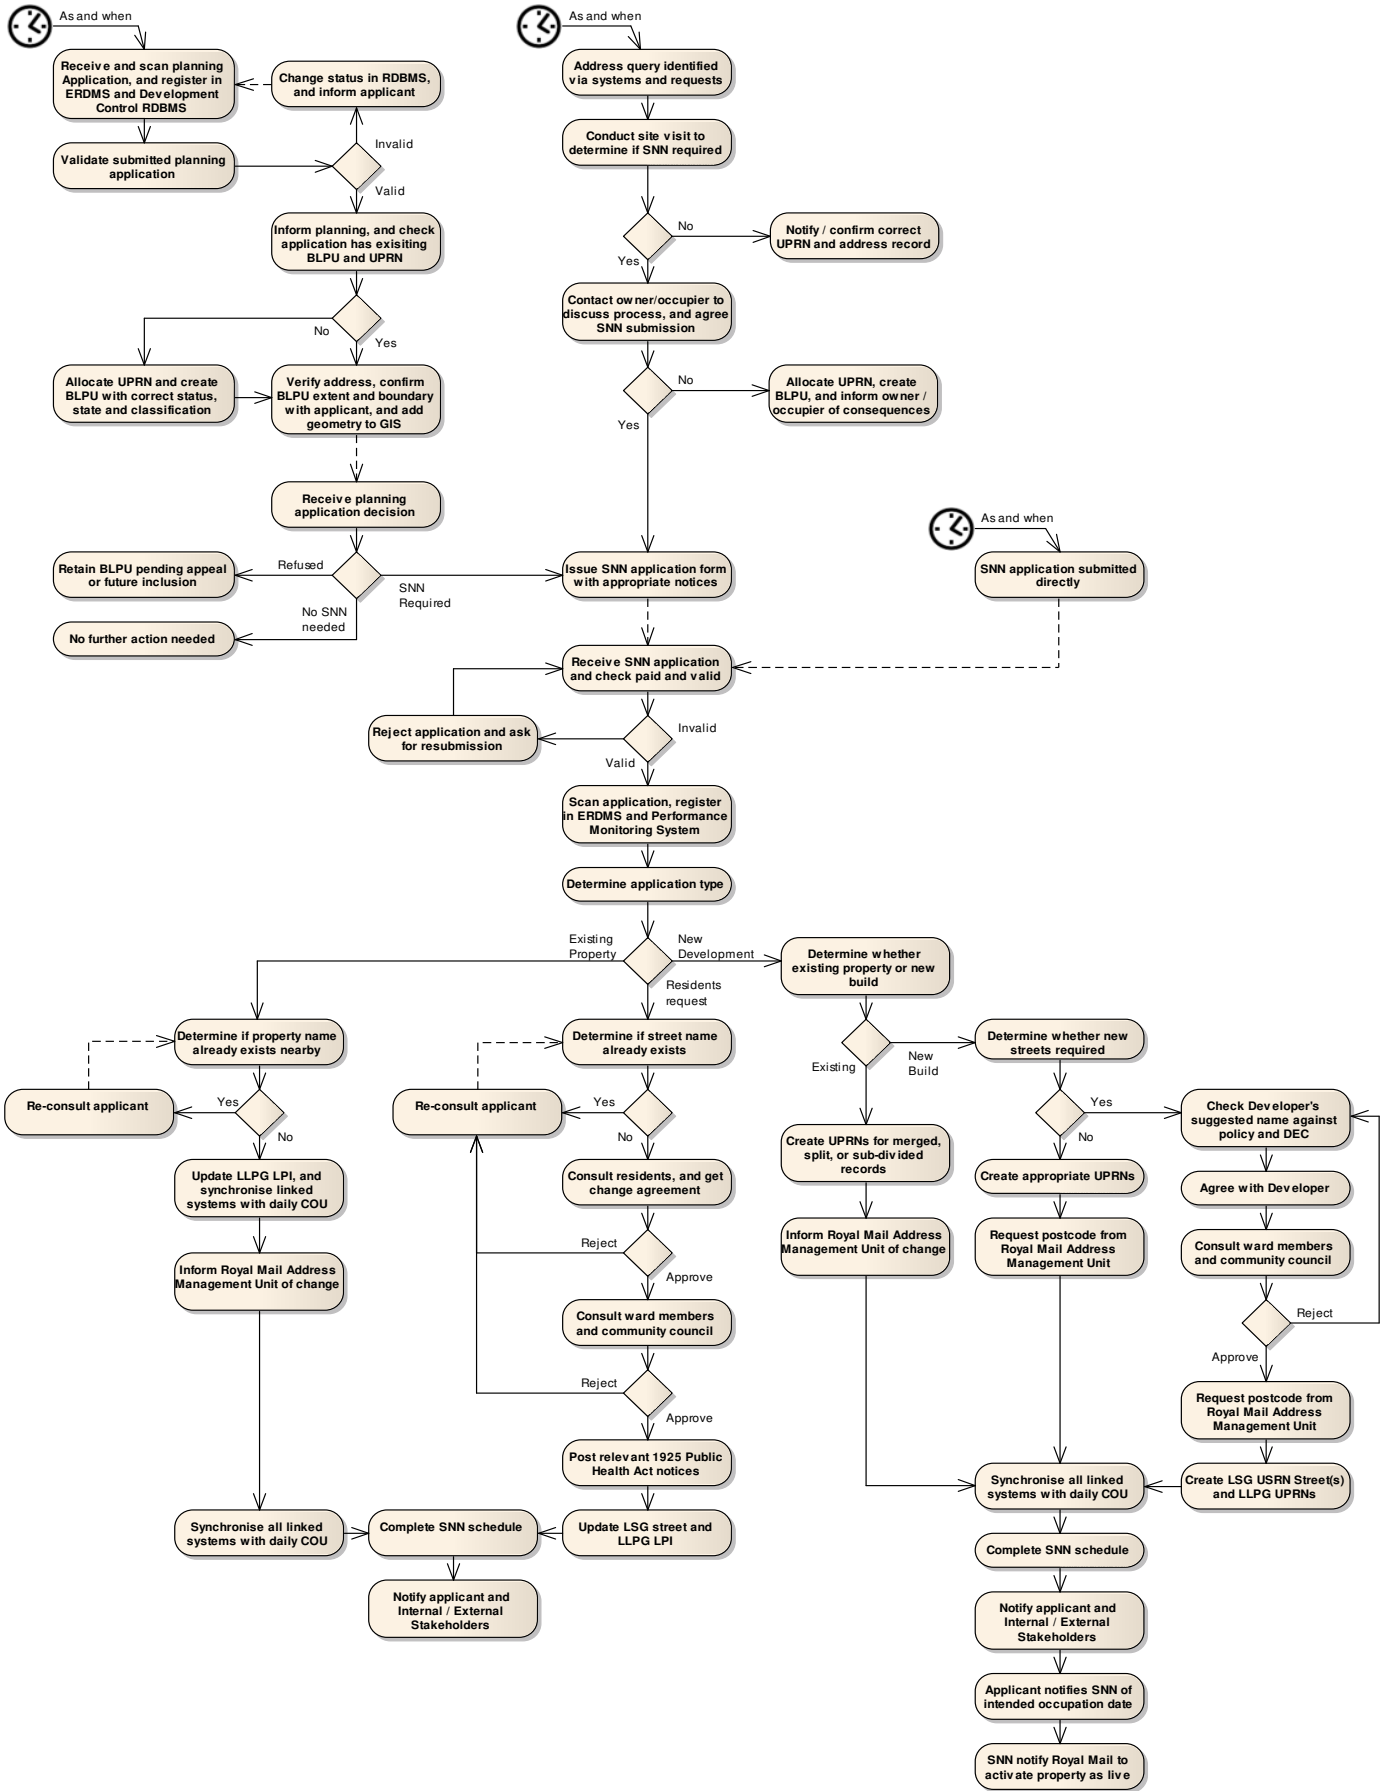 As and when
Receive and scan planning
Application, and register in
ERDMS and Development
Control RDBMS
Change status in RDBMS,
and inform applicant
Validate submitted planning
application
Invalid
Valid
Inform planning, and check
application has exisiting
BLPU and UPRN
No
Yes
Allocate UPRN and create
BLPU with correct status,
state and classification
Verify address, confirm
BLPU extent and boundary
with applicant, and add
geometry to GIS
Receive planning
application decision
Refused
Retain BLPU pending appeal
or future inclusion
No SNN
needed
No further action needed
SNN
Required
As and when
Address query identified
via systems and requests
Conduct site visit to
determine if SNN required
No
Notify / confirm correct
UPRN and address record
Yes
Contact owner/occupier to
discuss process, and agree
SNN submission
No
Allocate UPRN, create
BLPU, and inform owner /
occupier of consequences
Yes
Issue SNN application form
with appropriate notices
As and when
SNN application submitted
directly
Receive SNN application
and check paid and valid
Invalid
Reject application and ask
for resubmission
Valid
Scan application, register
in ERDMS and Performance
Monitoring System
Determine application type
Existing
Property
New
Development
Residents
request
Determine if property name
already exists nearby
Yes
Re-consult applicant
No
Update LLPG LPI, and
synchronise linked
systems with daily COU
Inform Royal Mail Address
Management Unit of change
Synchronise all linked
systems with daily COU
Determine if street name
already exists
Yes
Re-consult applicant
No
Consult residents, and get
change agreement
Reject
Approve
Consult ward members
and community council
Reject
Approve
Post relevant 1925 Public
Health Act notices
Update LSG street and
LLPG LPI
Complete SNN schedule
Notify applicant and
Internal / External
Stakeholders
Determine whether
existing property or new
build
Existing
New
Build
Create UPRNs for merged,
split, or sub-divided
records
Inform Royal Mail Address
Management Unit of change
Determine whether new
streets required
Yes
No
Create appropriate UPRNs
Request postcode from
Royal Mail Address
Management Unit
Check Developer's
suggested name against
policy and DEC
Agree with Developer
Consult ward members
and community council
Reject
Approve
Request postcode from
Royal Mail Address
Management Unit
Create LSG USRN Street(s)
and LLPG UPRNs
Synchronise all linked
systems with daily COU
Complete SNN schedule
Notify applicant and
Internal / External
Stakeholders
Applicant notifies SNN of
intended occupation date
SNN notify Royal Mail to
activate property as live